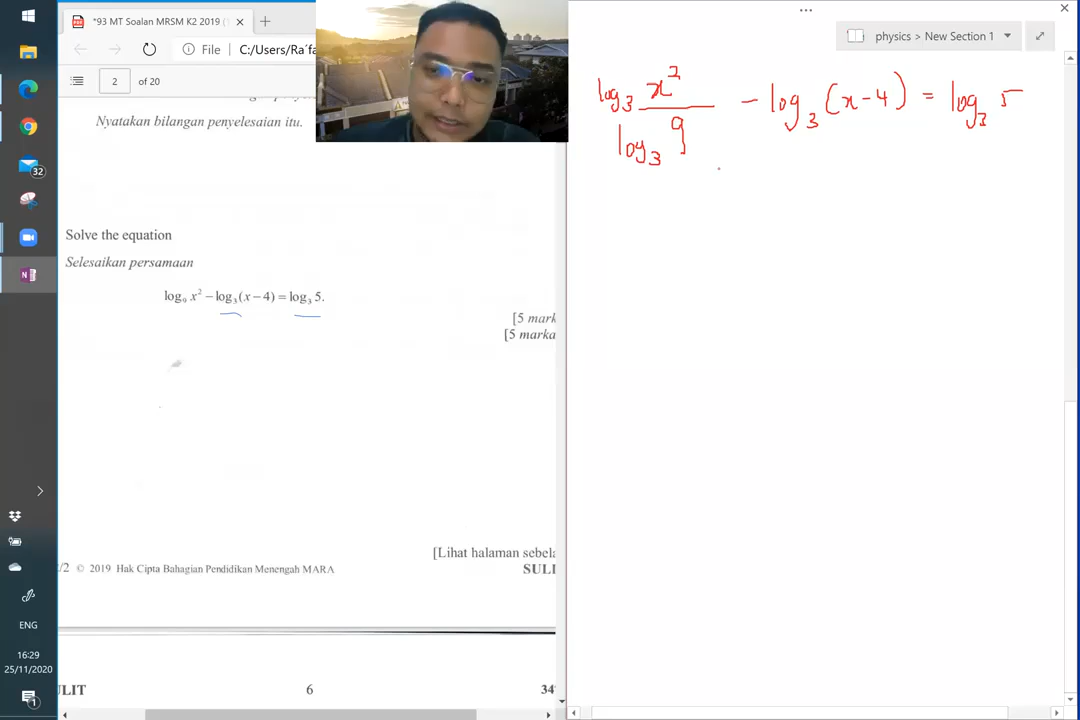 *93 MT Soalan MRSM K2 2019 (
File
C:/Users/Ra'fa
2 of 20
Nyatakan bilangan penyelesaian itu.
Solve the equation
Selesaikan persamaan
log₉ x² − log₃ (x − 4) = log₃ 5.
[5 mark
[5 marka
[Lihat halaman sebela
/2 © 2019 Hak Cipta Bahagian Pendidikan Menengah MARA
SULI
ULIT
6
34
physics > New Section 1
log₃ x² / log₃ 9 − log₃ (x − 4) = log₃ 5
32
N
ENG
16:29
25/11/2020
1